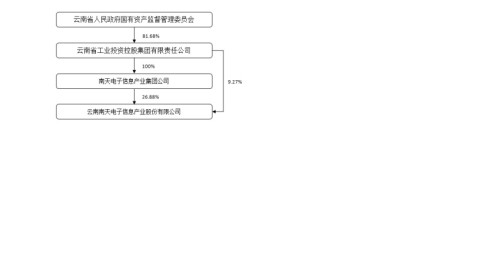 云南省人民政府国有资产监督管理委员会
81.68%
云南省工业投资控股集团有限责任公司
100%
9.27%
南天电子信息产业集团公司
26.88%
云南南天电子信息产业股份有限公司